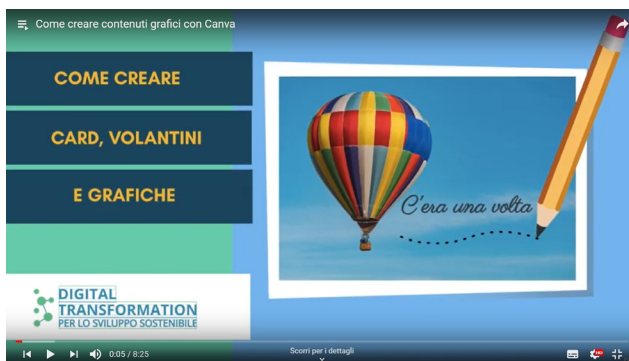 Come creare contenuti grafici con Canva
COME CREARE
CARD, VOLANTINI
E GRAFICHE
C'era una volta
DIGITAL
TRANSFORMATION
PER LO SVILUPPO SOSTENIBILE
0:05 / 8:25
Scorri per i dettagli
HD